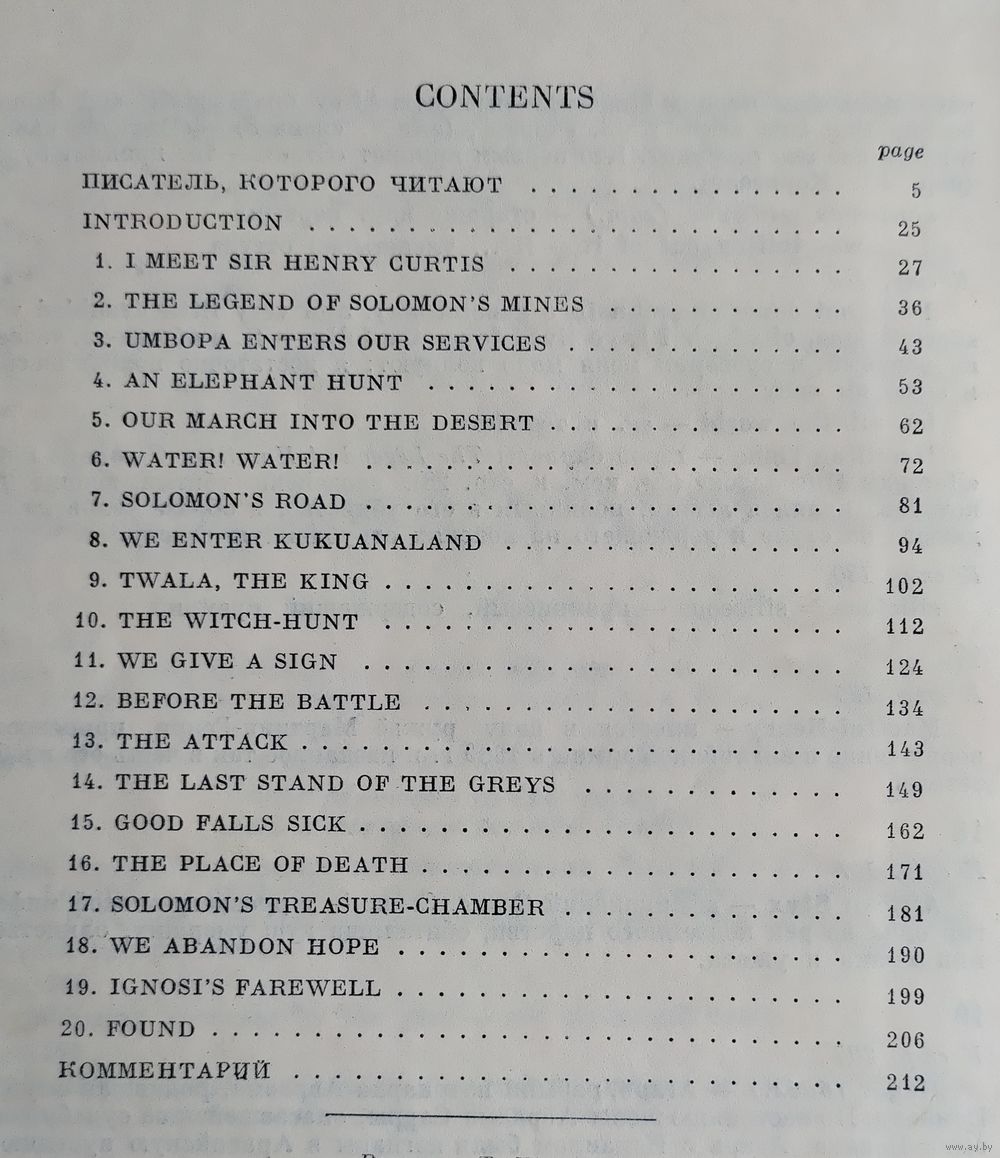 CONTENTS
page
ПИСАТЕЛЬ, КОТОРОГО ЧИТАЮТ . . . . . . . . . . . . . . . 5
INTRODUCTION . . . . . . . . . . . . . . . . . . . . . . . . . . 25
1. I MEET SIR HENRY CURTIS . . . . . . . . . . . . . . . . 27
2. THE LEGEND OF SOLOMON'S MINES . . . . . . . . . . . 36
3. UMBOPA ENTERS OUR SERVICES . . . . . . . . . . . . . 43
4. AN ELEPHANT HUNT . . . . . . . . . . . . . . . . . . . . 53
5. OUR MARCH INTO THE DESERT . . . . . . . . . . . . . . 62
6. WATER! WATER! . . . . . . . . . . . . . . . . . . . . . . . 72
7. SOLOMON'S ROAD . . . . . . . . . . . . . . . . . . . . . . . 81
8. WE ENTER KUKUANALAND . . . . . . . . . . . . . . . . 94
9. TWALA, THE KING . . . . . . . . . . . . . . . . . . . . . . 102
10. THE WITCH-HUNT . . . . . . . . . . . . . . . . . . . . . . 112
11. WE GIVE A SIGN . . . . . . . . . . . . . . . . . . . . . . . 124
12. BEFORE THE BATTLE . . . . . . . . . . . . . . . . . . . . 134
13. THE ATTACK . . . . . . . . . . . . . . . . . . . . . . . . . . 143
14. THE LAST STAND OF THE GREYS . . . . . . . . . . . . 149
15. GOOD FALLS SICK . . . . . . . . . . . . . . . . . . . . . . . 162
16. THE PLACE OF DEATH . . . . . . . . . . . . . . . . . . . . 171
17. SOLOMON'S TREASURE-CHAMBER . . . . . . . . . . . . . 181
18. WE ABANDON HOPE . . . . . . . . . . . . . . . . . . . . . 190
19. IGNOSI'S FAREWELL . . . . . . . . . . . . . . . . . . . . . 199
20. FOUND . . . . . . . . . . . . . . . . . . . . . . . . . . . . . . 206
КОММЕНТАРИЙ . . . . . . . . . . . . . . . . . . . . . . . . . . 212
www.ay.by